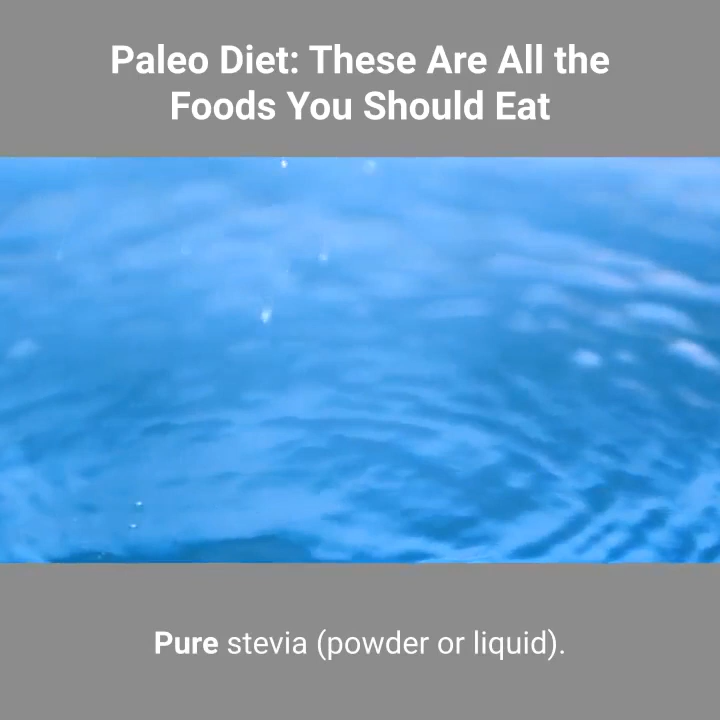 Paleo Diet: These Are All the
Foods You Should Eat
Pure stevia (powder or liquid).